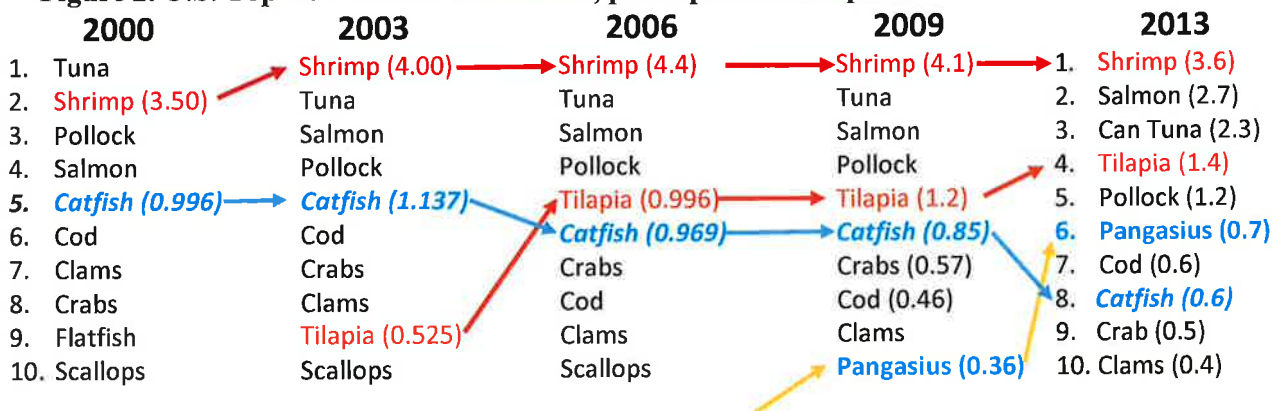 2000 2003 2006 2009 2013
1. Tuna Shrimp (4.00) Shrimp (4.4) Shrimp (4.1) 1. Shrimp (3.6)
2. Shrimp (3.50) Tuna Tuna Tuna 2. Salmon (2.7)
3. Pollock Salmon Salmon Salmon 3. Can Tuna (2.3)
4. Salmon Pollock Pollock Pollock 4. Tilapia (1.4)
5. Catfish (0.996) Catfish (1.137) Tilapia (0.996) Tilapia (1.2) 5. Pollock (1.2)
6. Cod Cod Catfish (0.969) Catfish (0.85) 6. Pangasius (0.7)
7. Clams Crabs Crabs Crabs (0.57) 7. Cod (0.6)
8. Crabs Clams Cod Cod (0.46) 8. Catfish (0.6)
9. Flatfish Tilapia (0.525) Clams Clams 9. Crab (0.5)
10. Scallops Scallops Scallops Pangasius (0.36) 10. Clams (0.4)